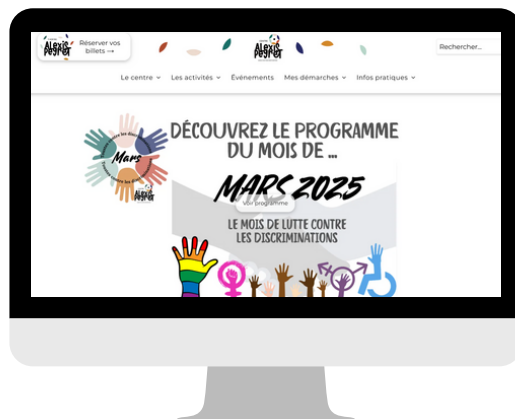 ALEXIS
PEYRET
Réserver vos
billets →
ALEXIS
PEYRET
Rechercher...
Le centre
Les activités
Événements
Mes démarches
Infos pratiques
DÉCOUVREZ LE PROGRAMME
DU MOIS DE ...
Mars
MARS 2025
Voir programme
LE MOIS DE LUTTE CONTRE
LES DISCRIMINATIONS